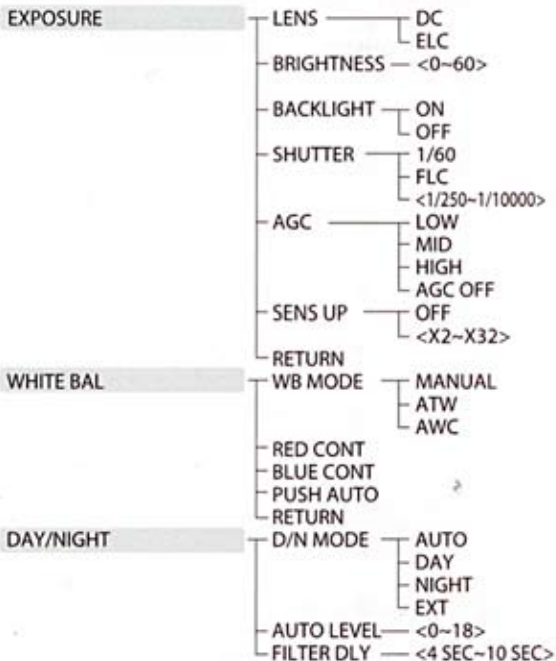 EXPOSURE LENS DC
ELC
BRIGHTNESS <0~60>
BACKLIGHT ON
OFF
SHUTTER 1/60
FLC
<1/250~1/10000>
AGC LOW
MID
HIGH
AGC OFF
SENS UP OFF
<X2~X32>
RETURN
WHITE BAL WB MODE MANUAL
ATW
AWC
RED CONT
BLUE CONT
PUSH AUTO
RETURN
DAY/NIGHT D/N MODE AUTO
DAY
NIGHT
EXT
AUTO LEVEL <0~18>
FILTER DLY <4 SEC~10 SEC>